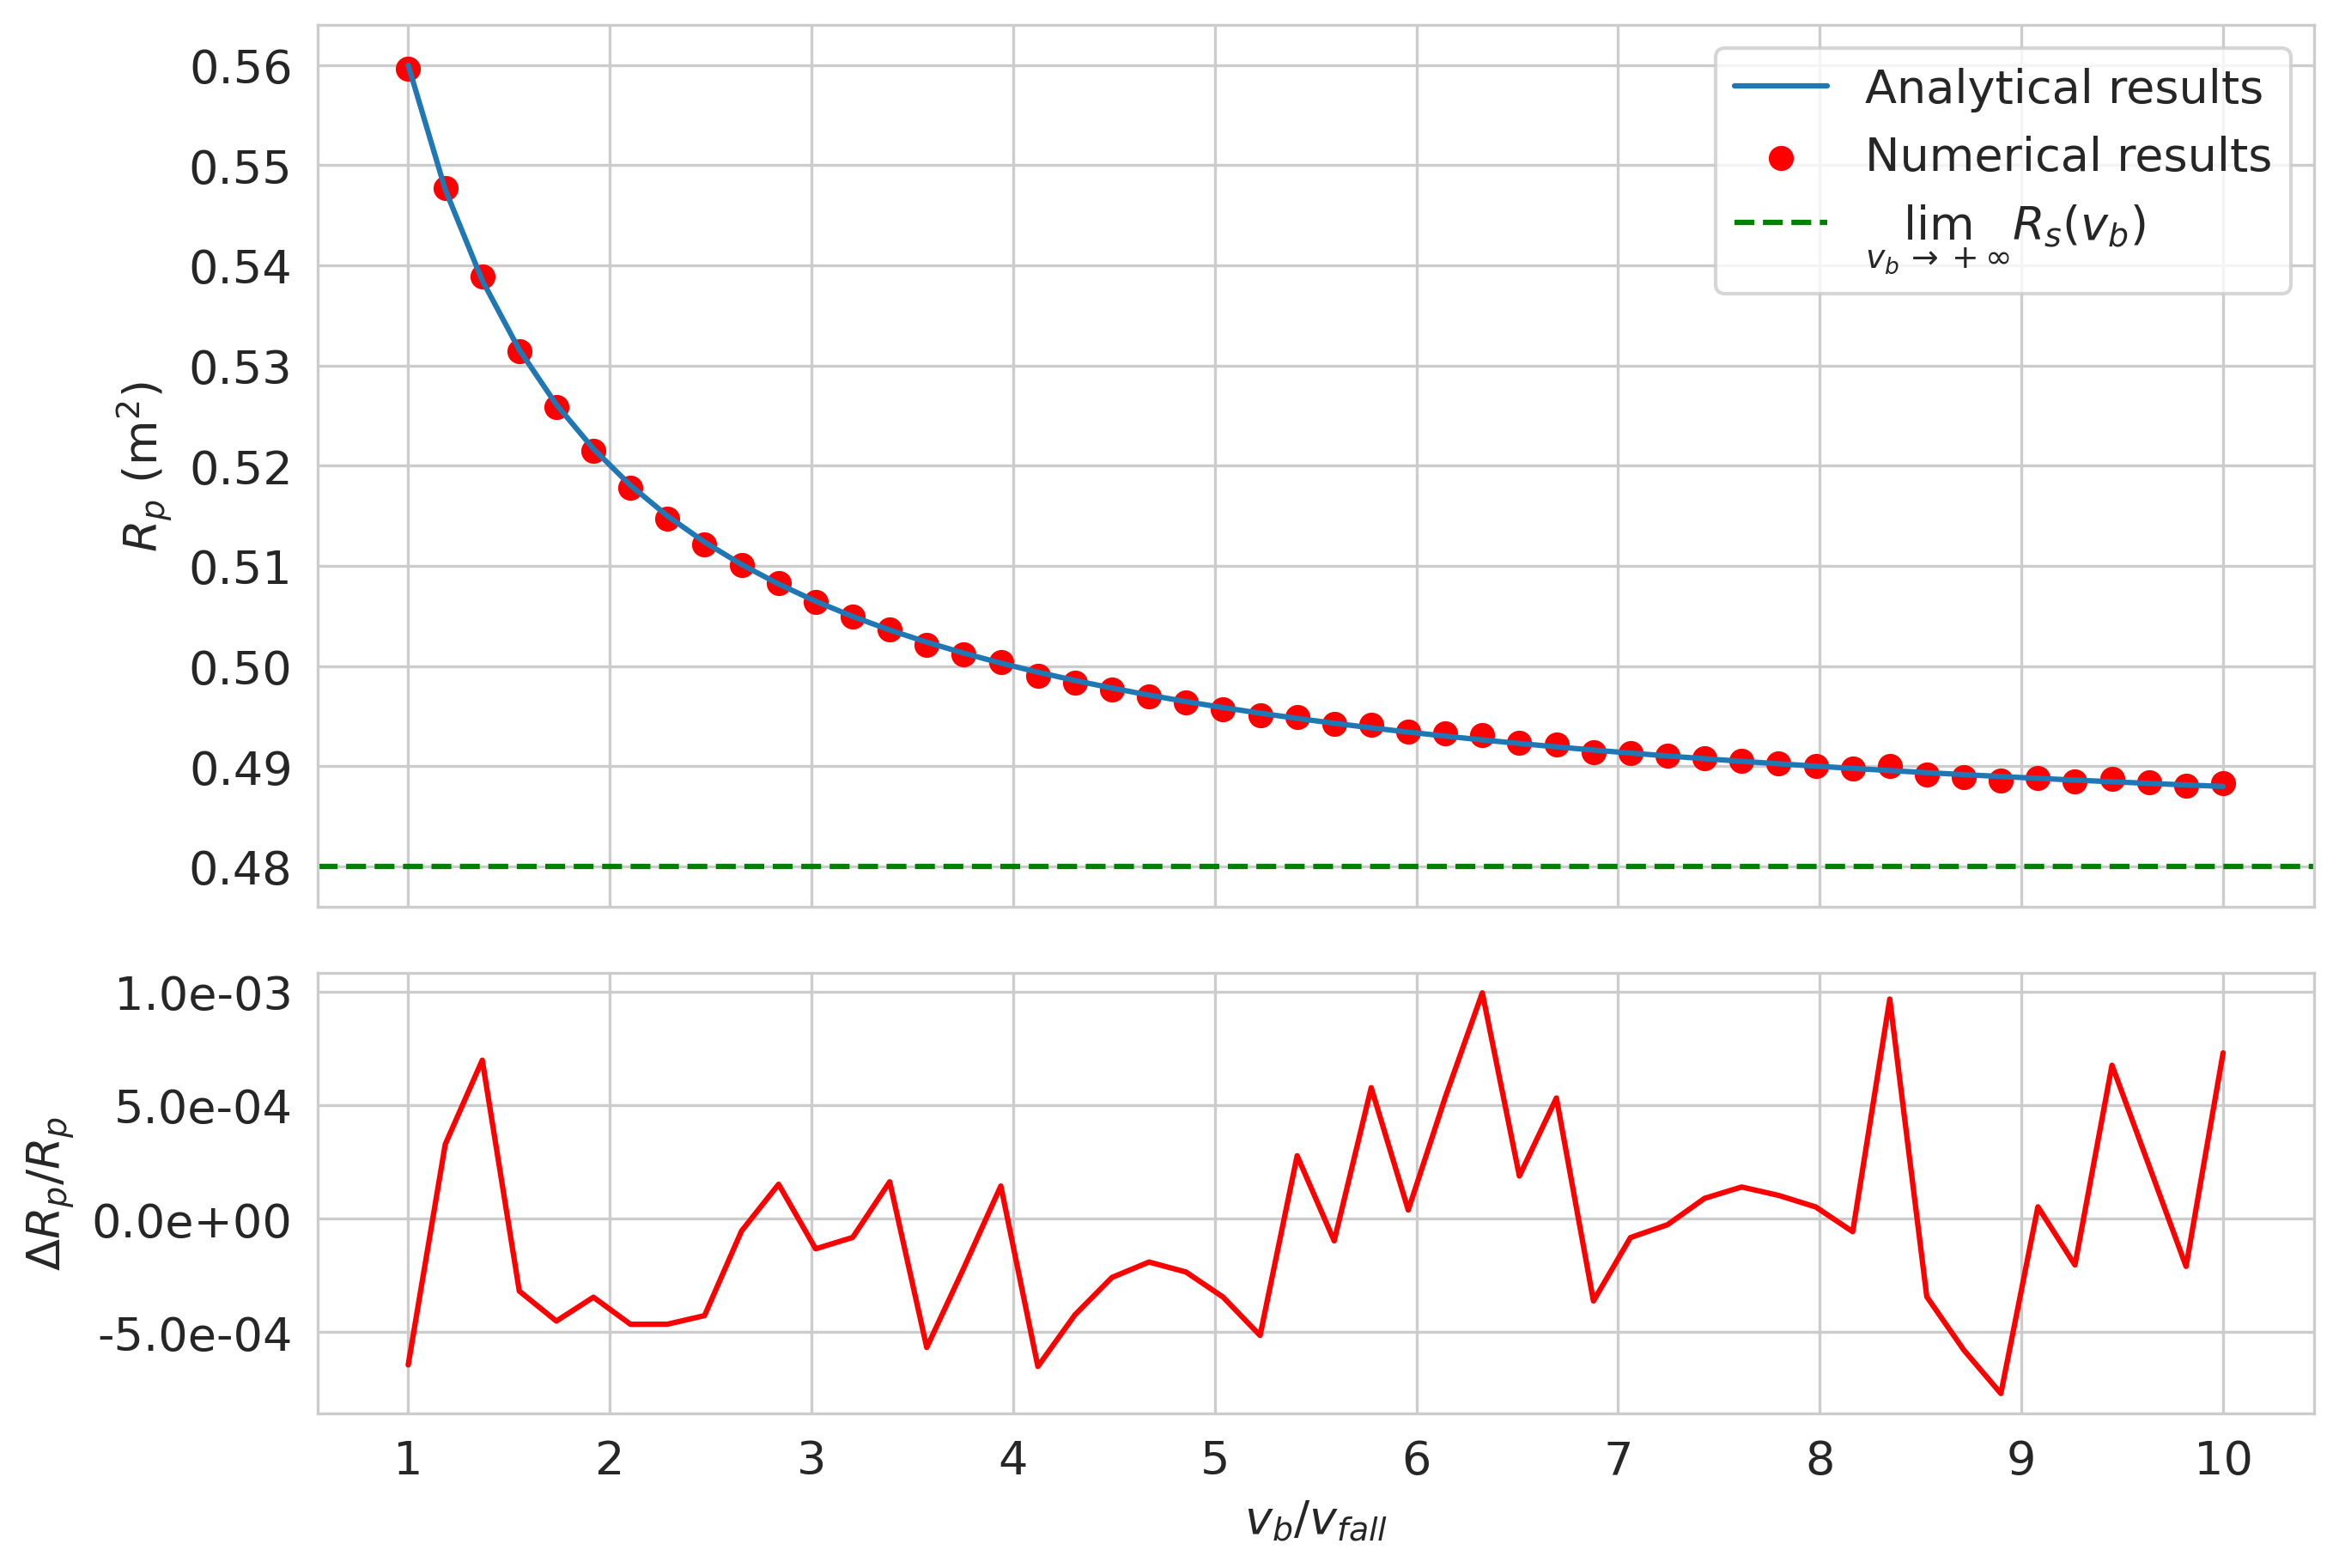 0.56
0.55
0.54
0.53
0.52
0.51
0.50
0.49
0.48
R_p (m²)
Analytical results
Numerical results
lim R_s(v_b)
v_b → + ∞
1.0e-03
5.0e-04
0.0e+00
-5.0e-04
ΔR_p/R_p
1 2 3 4 5 6 7 8 9 10
v_b/v_fall